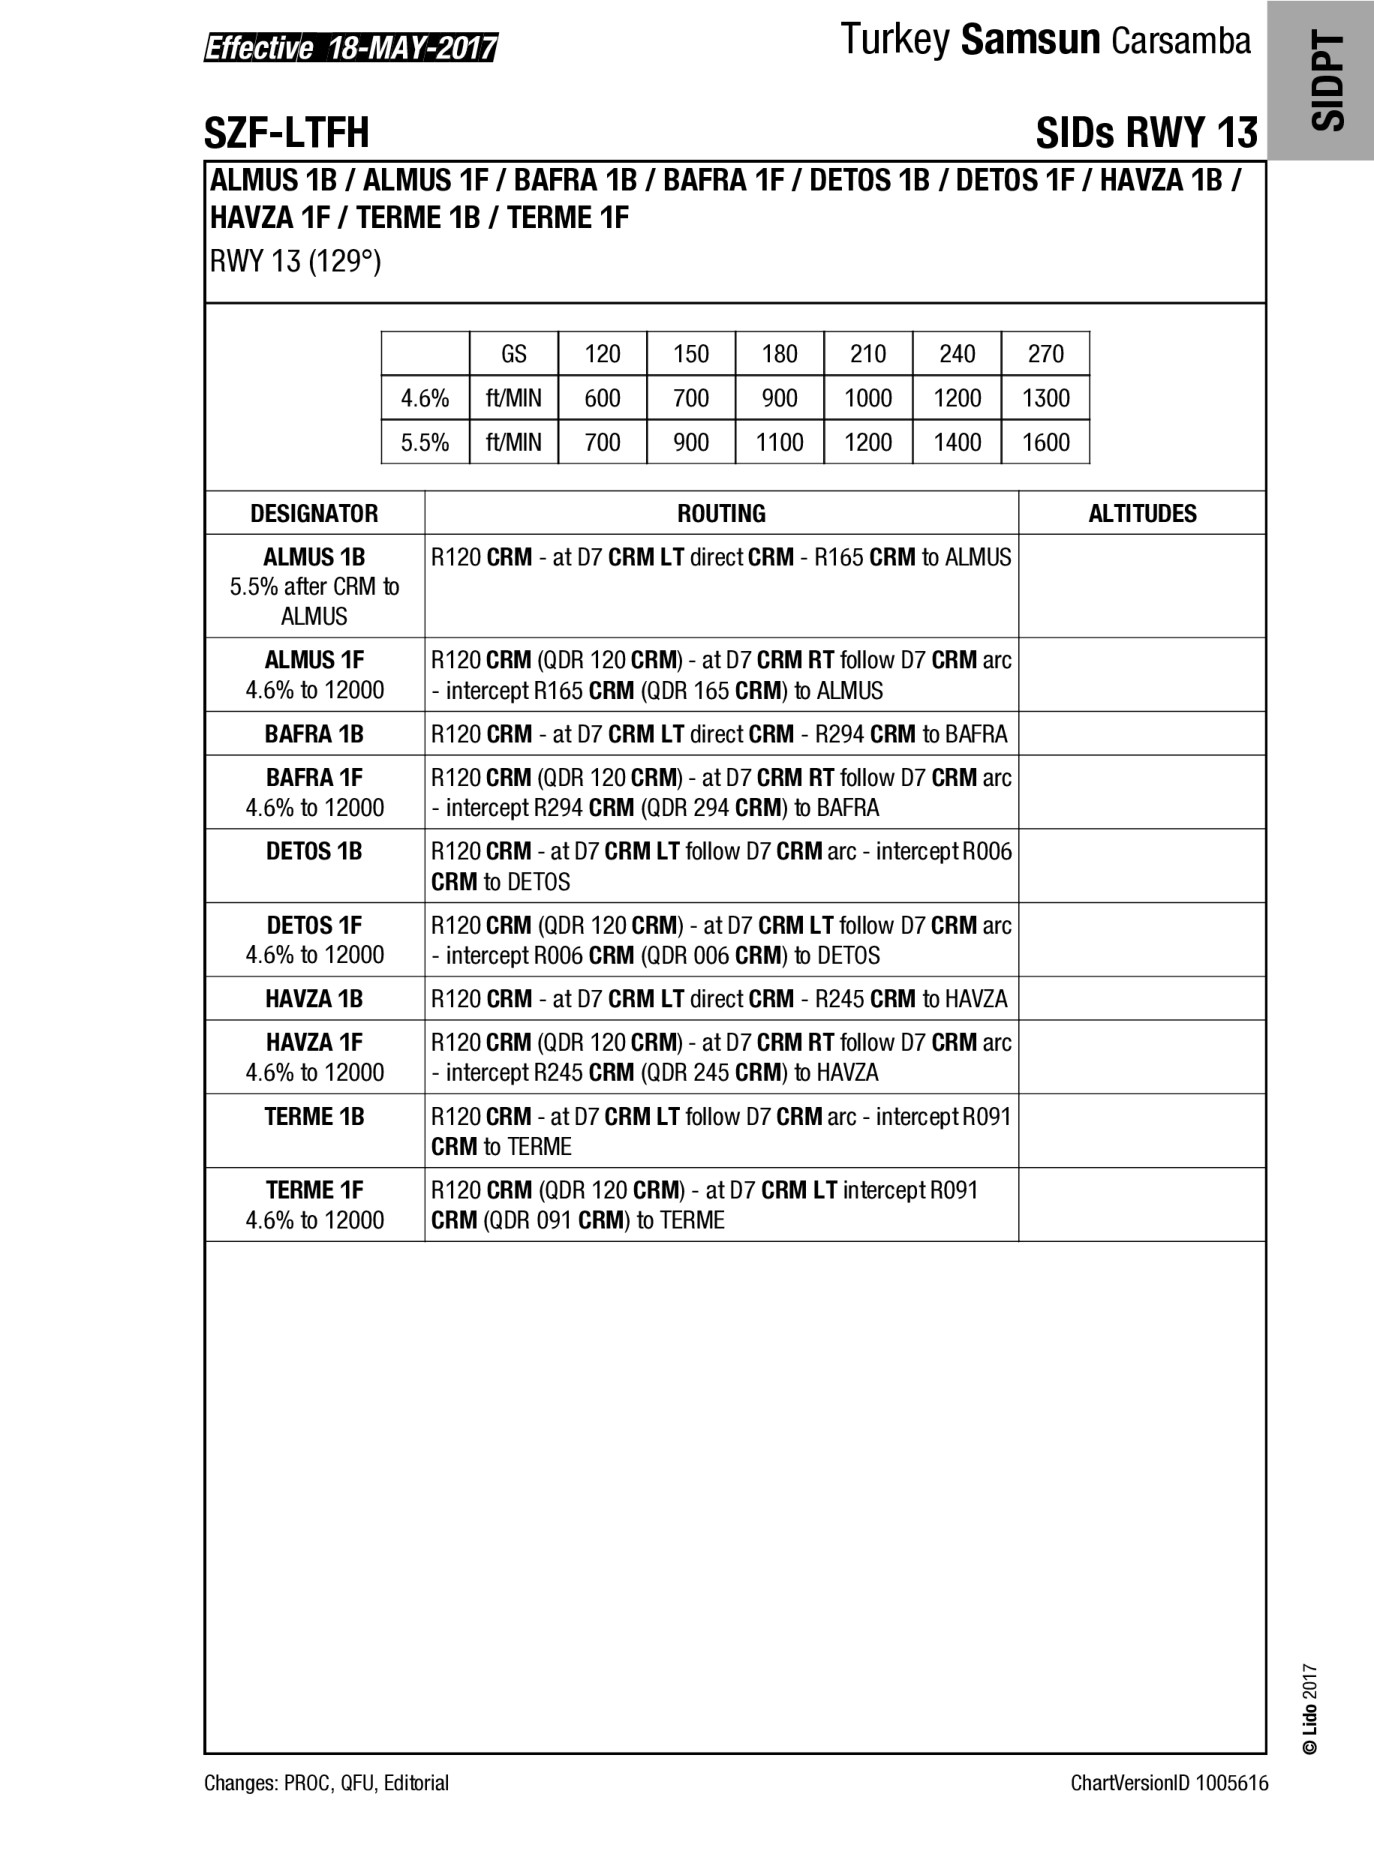 Effective 18-MAY-2017
Turkey Samsun Carsamba
SIDPT
SZF-LTFH
SIDs RWY 13
ALMUS 1B / ALMUS 1F / BAFRA 1B / BAFRA 1F / DETOS 1B / DETOS 1F / HAVZA 1B /
HAVZA 1F / TERME 1B / TERME 1F
RWY 13 (129°)
GS 120 150 180 210 240 270
4.6% ft/MIN 600 700 900 1000 1200 1300
5.5% ft/MIN 700 900 1100 1200 1400 1600
DESIGNATOR ROUTING ALTITUDES
ALMUS 1B
5.5% after CRM to
ALMUS
R120 CRM - at D7 CRM LT direct CRM - R165 CRM to ALMUS
ALMUS 1F
4.6% to 12000
R120 CRM (QDR 120 CRM) - at D7 CRM RT follow D7 CRM arc
- intercept R165 CRM (QDR 165 CRM) to ALMUS
BAFRA 1B
R120 CRM - at D7 CRM LT direct CRM - R294 CRM to BAFRA
BAFRA 1F
4.6% to 12000
R120 CRM (QDR 120 CRM) - at D7 CRM RT follow D7 CRM arc
- intercept R294 CRM (QDR 294 CRM) to BAFRA
DETOS 1B
R120 CRM - at D7 CRM LT follow D7 CRM arc - intercept R006
CRM to DETOS
DETOS 1F
4.6% to 12000
R120 CRM (QDR 120 CRM) - at D7 CRM LT follow D7 CRM arc
- intercept R006 CRM (QDR 006 CRM) to DETOS
HAVZA 1B
R120 CRM - at D7 CRM LT direct CRM - R245 CRM to HAVZA
HAVZA 1F
4.6% to 12000
R120 CRM (QDR 120 CRM) - at D7 CRM RT follow D7 CRM arc
- intercept R245 CRM (QDR 245 CRM) to HAVZA
TERME 1B
R120 CRM - at D7 CRM LT follow D7 CRM arc - intercept R091
CRM to TERME
TERME 1F
4.6% to 12000
R120 CRM (QDR 120 CRM) - at D7 CRM LT intercept R091
CRM (QDR 091 CRM) to TERME
© Lido 2017
Changes: PROC, QFU, Editorial
ChartVersionID 1005616